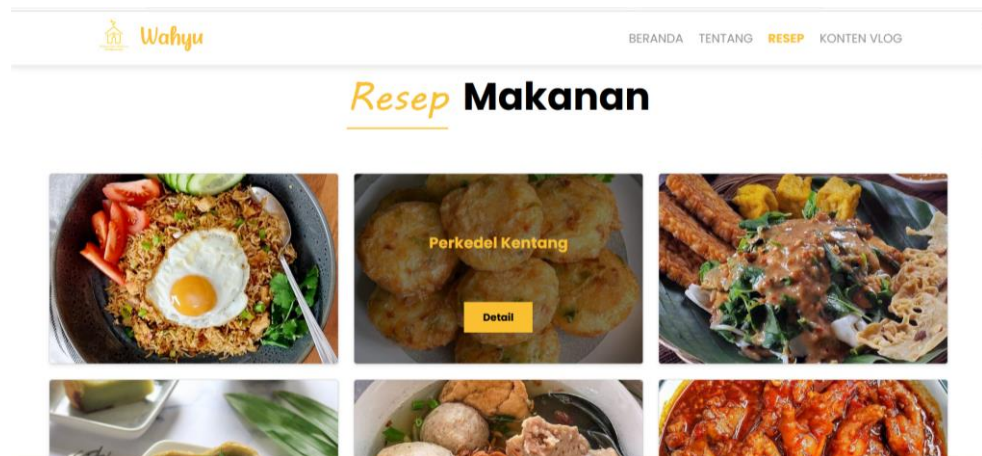 Wahyu
BERANDA TENTANG RESEP KONTEN VLOG
Resep Makanan
Perkedel Kentang
Detail